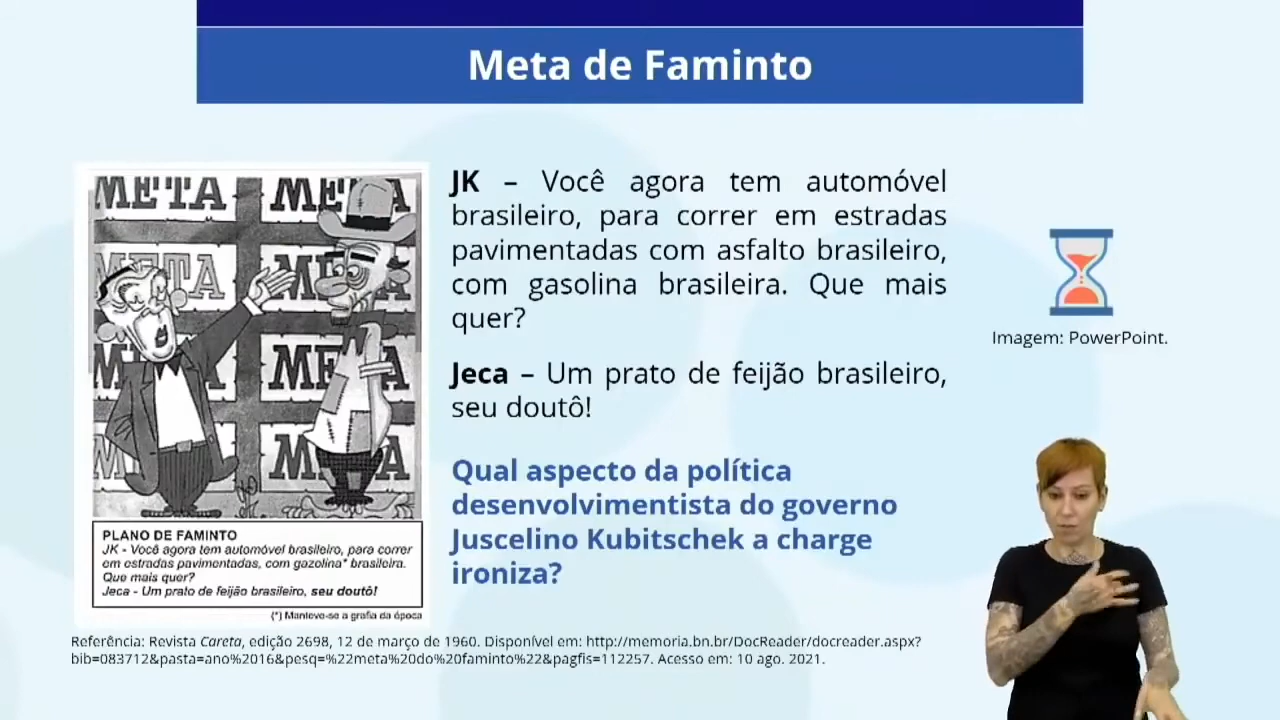 Meta de Faminto
META META
META
META META
META META
PLANO DE FAMINTO
JK - Você agora tem automóvel brasileiro, para correr
em estradas pavimentadas, com gazolina* brasileira.
Que mais quer?
Jeca - Um prato de feijão brasileiro, seu doutô!
(*) Manteve-se a grafia da época
JK – Você agora tem automóvel
brasileiro, para correr em estradas
pavimentadas com asfalto brasileiro,
com gasolina brasileira. Que mais
quer?
Jeca – Um prato de feijão brasileiro,
seu doutô!
Qual aspecto da política
desenvolvimentista do governo
Juscelino Kubitschek a charge
ironiza?
Imagem: PowerPoint.
Referência: Revista Careta, edição 2698, 12 de março de 1960. Disponível em: http://memoria.bn.br/DocReader/docreader.aspx?
bib=083712&pasta=ano%2016&pesq=%22meta%20do%20faminto%22&pagfis=112257. Acesso em: 10 ago. 2021.